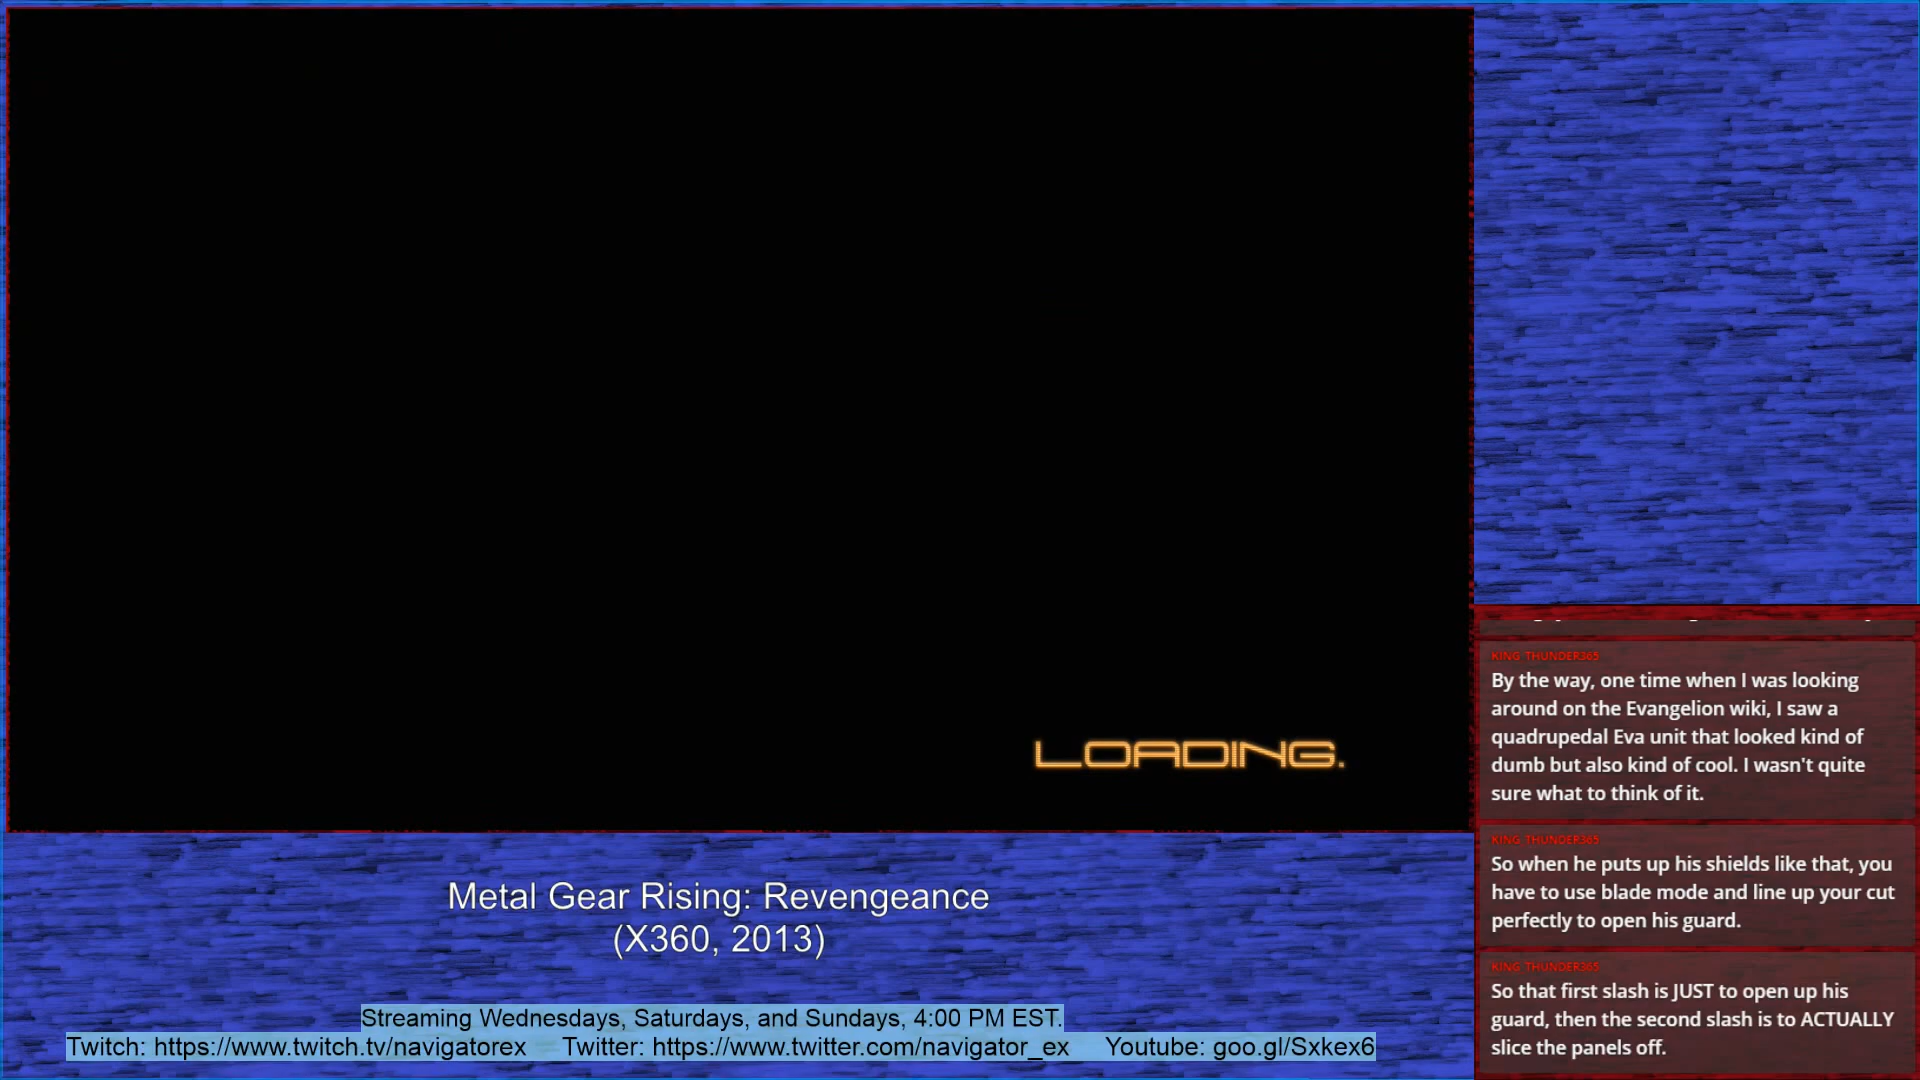 LOADING.
Metal Gear Rising: Revengeance
(X360, 2013)
Streaming Wednesdays, Saturdays, and Sundays, 4:00 PM EST.
Twitch: https://www.twitch.tv/navigatorex Twitter: https://www.twitter.com/navigator_ex Youtube: goo.gl/Sxkex6
KING THUNDER365
By the way, one time when I was looking
around on the Evangelion wiki, I saw a
quadrupedal Eva unit that looked kind of
dumb but also kind of cool. I wasn't quite
sure what to think of it.
KING THUNDER365
So when he puts up his shields like that, you
have to use blade mode and line up your cut
perfectly to open his guard.
KING THUNDER365
So that first slash is JUST to open up his
guard, then the second slash is to ACTUALLY
slice the panels off.